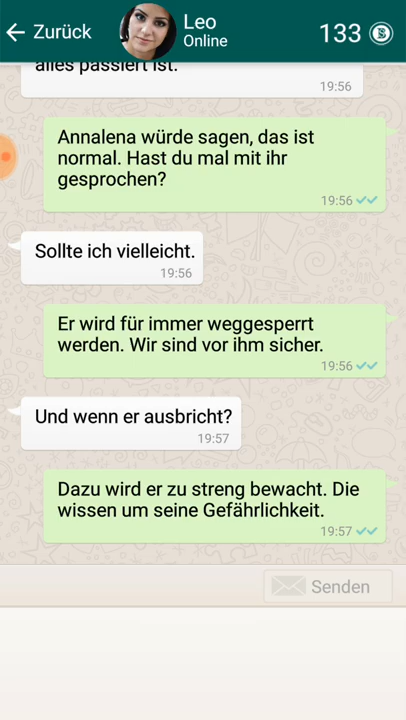 Zurück
Leo
Online
133
alles passiert ist.
19:56
Annalena würde sagen, das ist
normal. Hast du mal mit ihr
gesprochen?
19:56
Sollte ich vielleicht.
19:56
Er wird für immer weggesperrt
werden. Wir sind vor ihm sicher.
19:56
Und wenn er ausbricht?
19:57
Dazu wird er zu streng bewacht. Die
wissen um seine Gefährlichkeit.
19:57
Senden